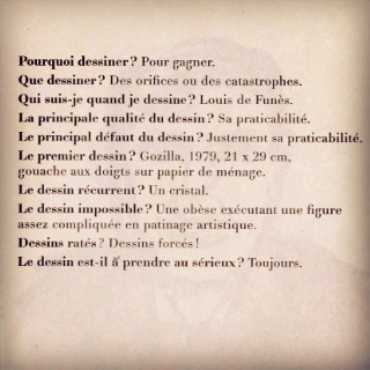 Pourquoi dessiner ? Pour gagner.
Que dessiner ? Des orifices ou des catastrophes.
Qui suis-je quand je dessine ? Louis de Funès.
La principale qualité du dessin ? Sa praticabilité.
Le principal défaut du dessin ? Justement sa praticabilité.
Le premier dessin ? Gozilla, 1979, 21 x 29 cm,
gouache aux doigts sur papier de ménage.
Le dessin récurrent ? Un cristal.
Le dessin impossible ? Une obèse exécutant une figure
assez compliquée en patinage artistique.
Dessins ratés ? Dessins forcés !
Le dessin est-il à prendre au sérieux ? Toujours.